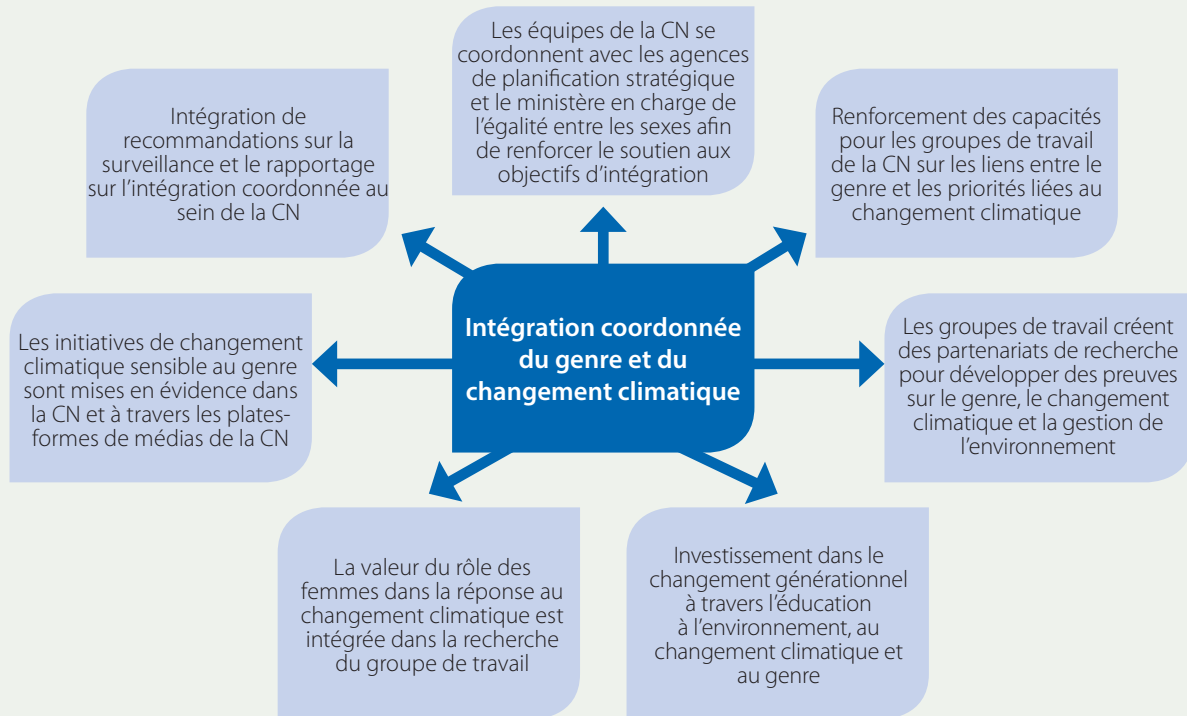 Les équipes de la CN se
coordonnent avec les agences
de planification stratégique
et le ministère en charge de
l’égalité entre les sexes afin
de renforcer le soutien aux
objectifs d’intégration
Intégration de
recommandations sur la
surveillance et le rapportage
sur l’intégration coordonnée au
sein de la CN
Renforcement des capacités
pour les groupes de travail
de la CN sur les liens entre le
genre et les priorités liées au
changement climatique
Les initiatives de changement
climatique sensible au genre
sont mises en évidence dans
la CN et à travers les plates-
formes de médias de la CN
Intégration coordonnée
du genre et du
changement climatique
Les groupes de travail créent
des partenariats de recherche
pour développer des preuves
sur le genre, le changement
climatique et la gestion de
l’environnement
La valeur du rôle des
femmes dans la réponse au
changement climatique est
intégrée dans la recherche
du groupe de travail
Investissement dans le
changement générationnel
à travers l’éducation
à l’environnement, au
changement climatique et
au genre